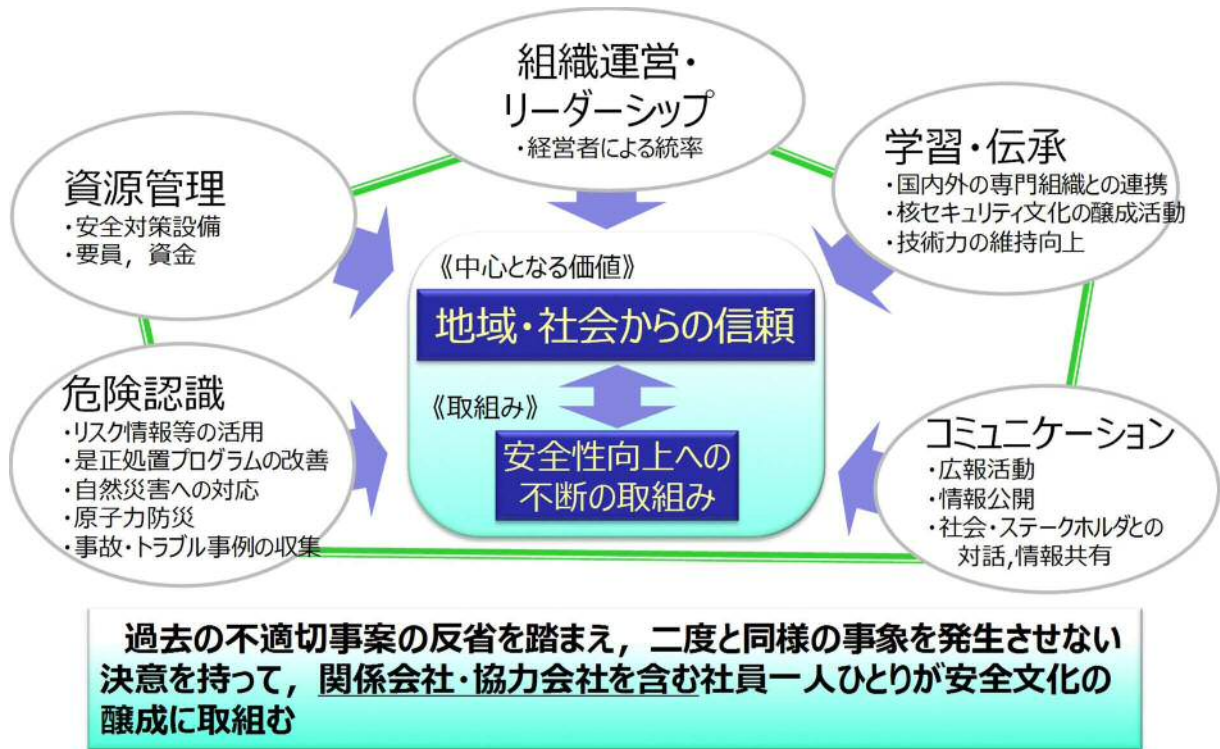 組織運営・
リーダーシップ
・経営者による統率
資源管理
・安全対策設備
・要員，資金
学習・伝承
・国内外の専門組織との連携
・核セキュリティ文化の醸成活動
・技術力の維持向上
《中心となる価値》
地域・社会からの信頼
《取組み》
安全性向上への
不断の取組み
危険認識
・リスク情報等の活用
・是正処置プログラムの改善
・自然災害への対応
・原子力防災
・事故・トラブル事例の収集
コミュニケーション
・広報活動
・情報公開
・社会・ステークホルダとの
対話,情報共有
過去の不適切事案の反省を踏まえ，二度と同様の事象を発生させない
決意を持って，関係会社・協力会社を含む社員一人ひとりが安全文化の
醸成に取組む